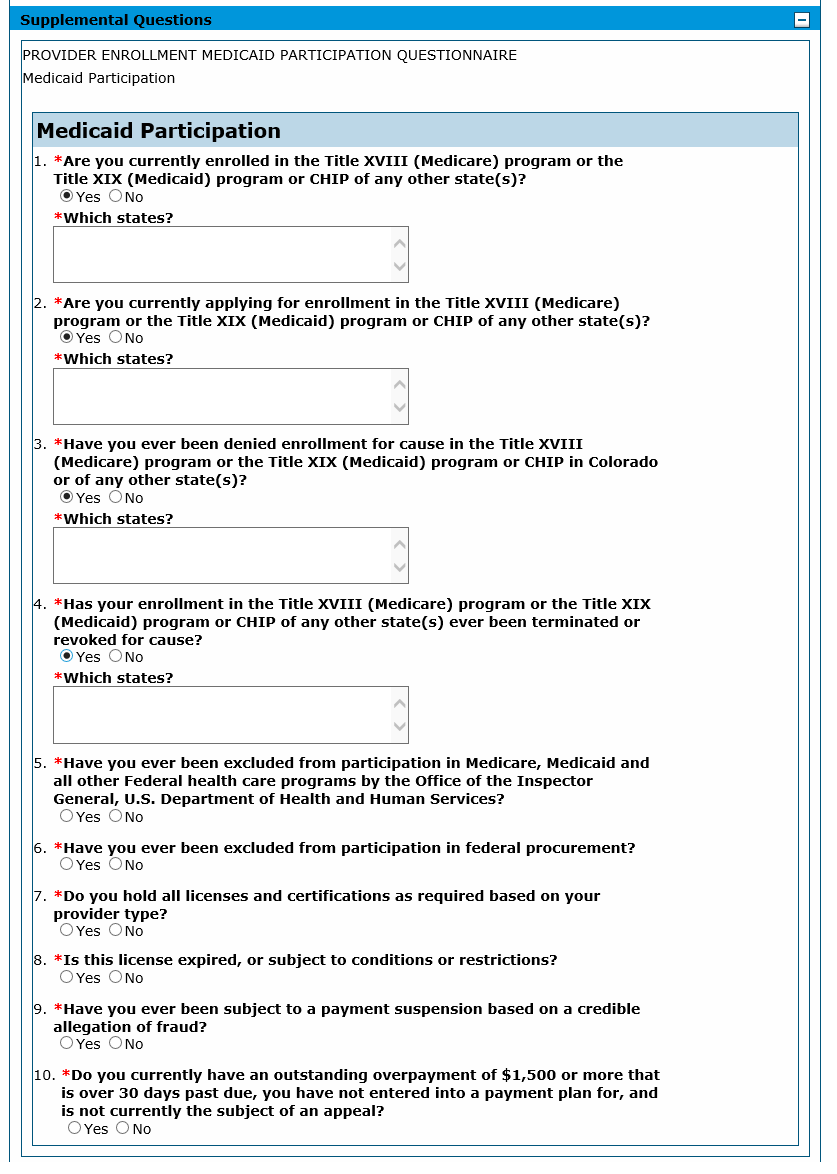 Supplemental Questions
PROVIDER ENROLLMENT MEDICAID PARTICIPATION QUESTIONNAIRE
Medicaid Participation
Medicaid Participation
1. *Are you currently enrolled in the Title XVIII (Medicare) program or the
Title XIX (Medicaid) program or CHIP of any other state(s)?
Yes No
*Which states?
2. *Are you currently applying for enrollment in the Title XVIII (Medicare)
program or the Title XIX (Medicaid) program or CHIP of any other state(s)?
Yes No
*Which states?
3. *Have you ever been denied enrollment for cause in the Title XVIII
(Medicare) program or the Title XIX (Medicaid) program or CHIP in Colorado
or of any other state(s)?
Yes No
*Which states?
4. *Has your enrollment in the Title XVIII (Medicare) program or the Title XIX
(Medicaid) program or CHIP of any other state(s) ever been terminated or
revoked for cause?
Yes No
*Which states?
5. *Have you ever been excluded from participation in Medicare, Medicaid and
all other Federal health care programs by the Office of the Inspector
General, U.S. Department of Health and Human Services?
Yes No
6. *Have you ever been excluded from participation in federal procurement?
Yes No
7. *Do you hold all licenses and certifications as required based on your
provider type?
Yes No
8. *Is this license expired, or subject to conditions or restrictions?
Yes No
9. *Have you ever been subject to a payment suspension based on a credible
allegation of fraud?
Yes No
10. *Do you currently have an outstanding overpayment of $1,500 or more that
is over 30 days past due, you have not entered into a payment plan for, and
is not currently the subject of an appeal?
Yes No